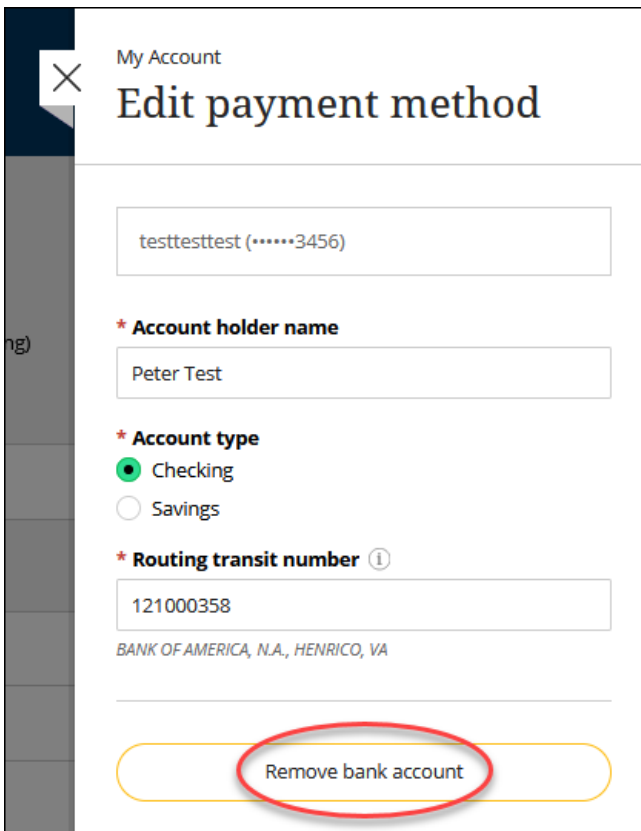 My Account
Edit payment method
testtesttest (••••••3456)
ng)
* Account holder name
Peter Test
* Account type
Checking
Savings
* Routing transit number
121000358
BANK OF AMERICA, N.A., HENRICO, VA
Remove bank account